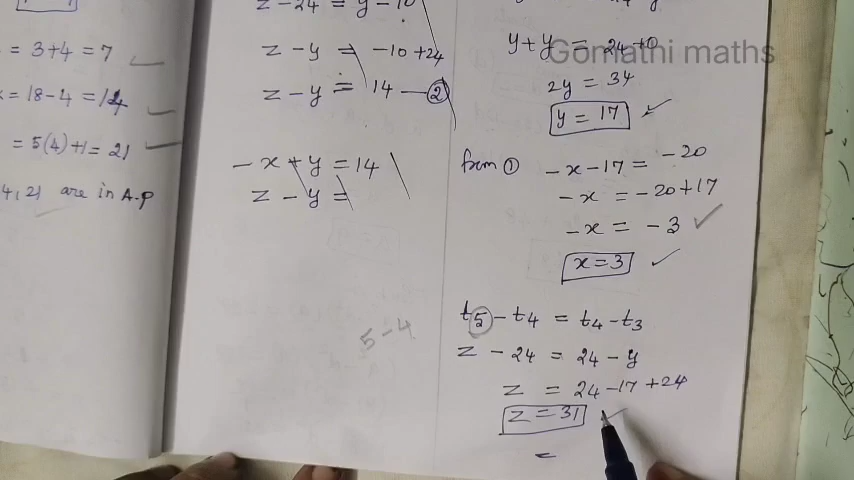 = 3+4 = 7
= 18-4 = 14
= 5(4)+1 = 21
4, 21 are in A.P
z - 24 = y - 10
z - y = -10 + 24
z - y = 14 — ②
-x + y = 14
z - y =
5-4
Gomathi maths
y + y = 24 + 0
2y = 34
y = 17
from ① -x - 17 = -20
-x = -20 + 17
-x = -3
x = 3
t5 - t4 = t4 - t3
z - 24 = 24 - y
z = 24 - 17 + 24
z = 31
=